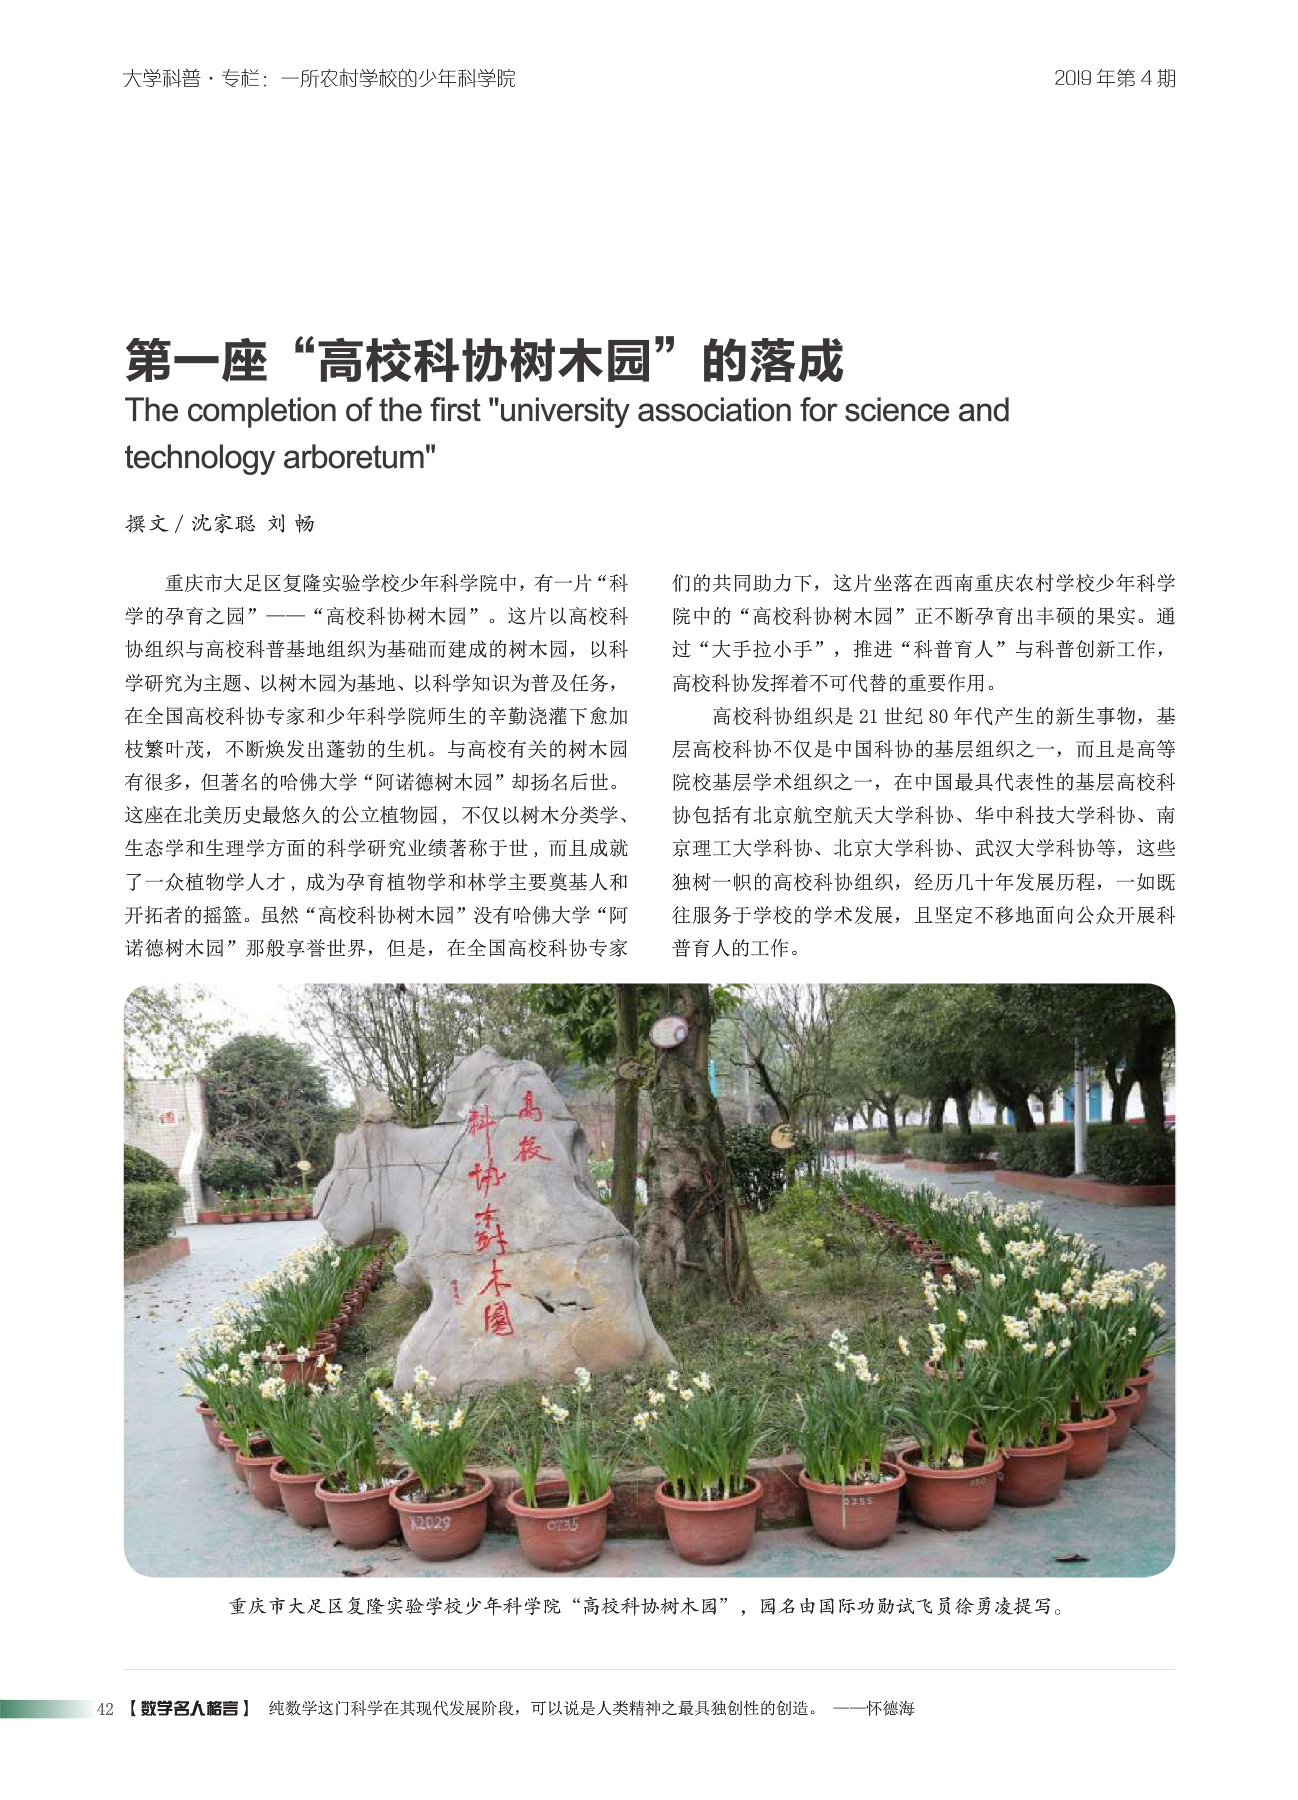 大学科普·专栏：一所农村学校的少年科学院
2019 年第 4 期
第一座“高校科协树木园”的落成
The completion of the first "university association for science and
technology arboretum"
撰文 / 沈家聪 刘 畅
重庆市大足区复隆实验学校少年科学院中，有一片“科
学的孕育之园”——“高校科协树木园”。这片以高校科
协组织与高校科普基地组织为基础而建成的树木园，以科
学研究为主题、以树木园为基地、以科学知识为普及任务，
在全国高校科协专家和少年科学院师生的辛勤浇灌下愈加
枝繁叶茂，不断焕发出蓬勃的生机。与高校有关的树木园
有很多，但著名的哈佛大学“阿诺德树木园”却扬名后世。
这座在北美历史最悠久的公立植物园，不仅以树木分类学、
生态学和生理学方面的科学研究业绩著称于世，而且成就
了一众植物学人才，成为孕育植物学和林学主要奠基人和
开拓者的摇篮。虽然“高校科协树木园”没有哈佛大学“阿
诺德树木园”那般享誉世界，但是，在全国高校科协专家
们的共同助力下，这片坐落在西南重庆农村学校少年科学
院中的“高校科协树木园”正不断孕育出丰硕的果实。通
过“大手拉小手”，推进“科普育人”与科普创新工作，
高校科协发挥着不可代替的重要作用。
高校科协组织是 21 世纪 80 年代产生的新生事物，基
层高校科协不仅是中国科协的基层组织之一，而且是高等
院校基层学术组织之一，在中国最具代表性的基层高校科
协包括有北京航空航天大学科协、华中科技大学科协、南
京理工大学科协、北京大学科协、武汉大学科协等，这些
独树一帜的高校科协组织，经历几十年发展历程，一如既
往服务于学校的学术发展，且坚定不移地面向公众开展科
普育人的工作。
高校
科协树木園
X2029
0735
0255
重庆市大足区复隆实验学校少年科学院“高校科协树木园”，园名由国际功勋试飞员徐勇凌提写。
42 【数学名人格言】 纯数学这门科学在其现代发展阶段，可以说是人类精神之最具独创性的创造。 ——怀德海